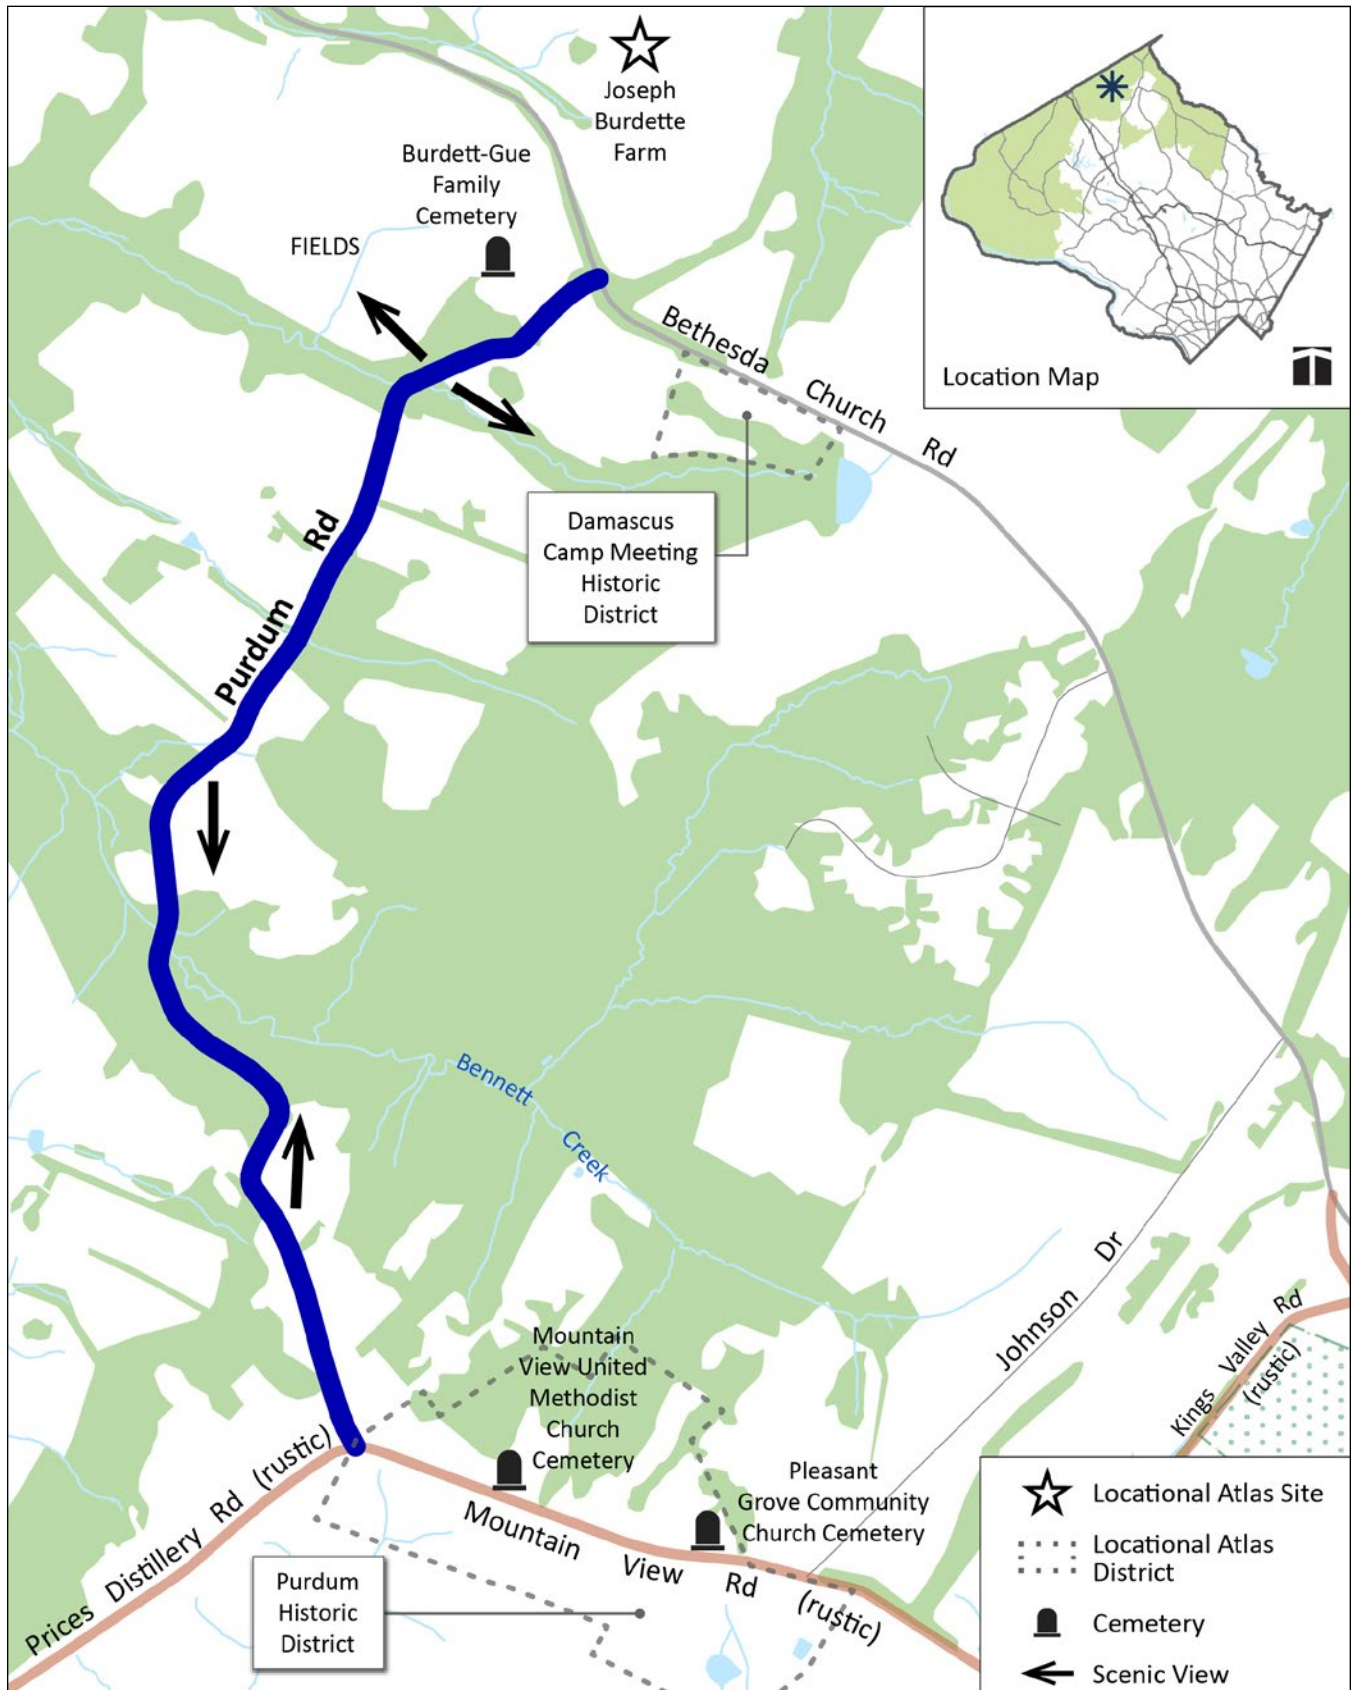 Joseph
Burdette
Farm
Burdett-Gue
Family
Cemetery
FIELDS
Location Map
Bethesda Church Rd
Damascus
Camp Meeting
Historic
District
Purdum Rd
Bennett
Creek
Johnson Dr
Kings Valley Rd
(rustic)
Mountain
View United
Methodist
Church
Cemetery
Pleasant
Grove Community
Church Cemetery
Prices Distillery Rd (rustic)
Mountain View Rd (rustic)
Purdum
Historic
District
Locational Atlas Site
Locational Atlas
District
Cemetery
Scenic View